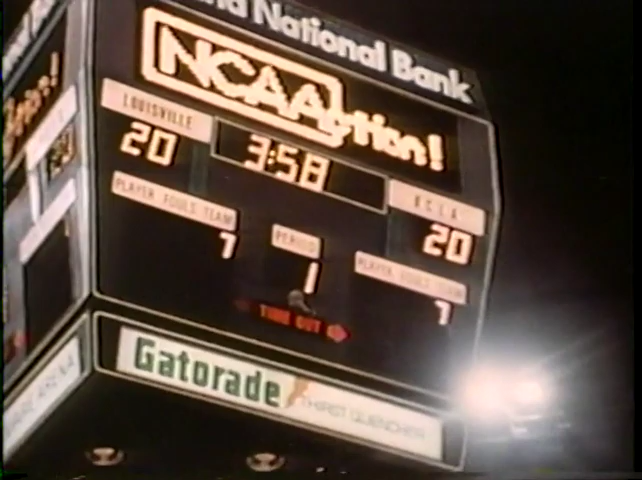 National Bank
NCAAction!
LOUISVILLE
20
3:58
U.C.L.A.
20
PLAYER FOULS TEAM
7
PERIOD
1
PLAYER FOULS TEAM
7
TIME OUT
Gatorade THIRST QUENCHER
ARENA